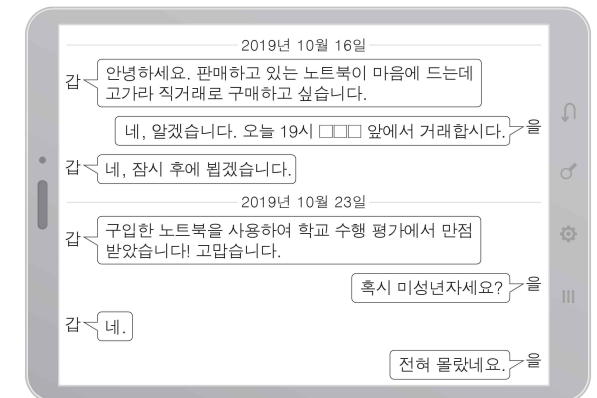 2019년 10월 16일
갑
안녕하세요. 판매하고 있는 노트북이 마음에 드는데
고가라 직거래로 구매하고 싶습니다.
네, 알겠습니다. 오늘 19시 □□□ 앞에서 거래합시다.
을
갑
네, 잠시 후에 뵙겠습니다.
2019년 10월 23일
갑
구입한 노트북을 사용하여 학교 수행 평가에서 만점
받았습니다! 고맙습니다.
혹시 미성년자세요?
을
갑
네.
전혀 몰랐네요.
을